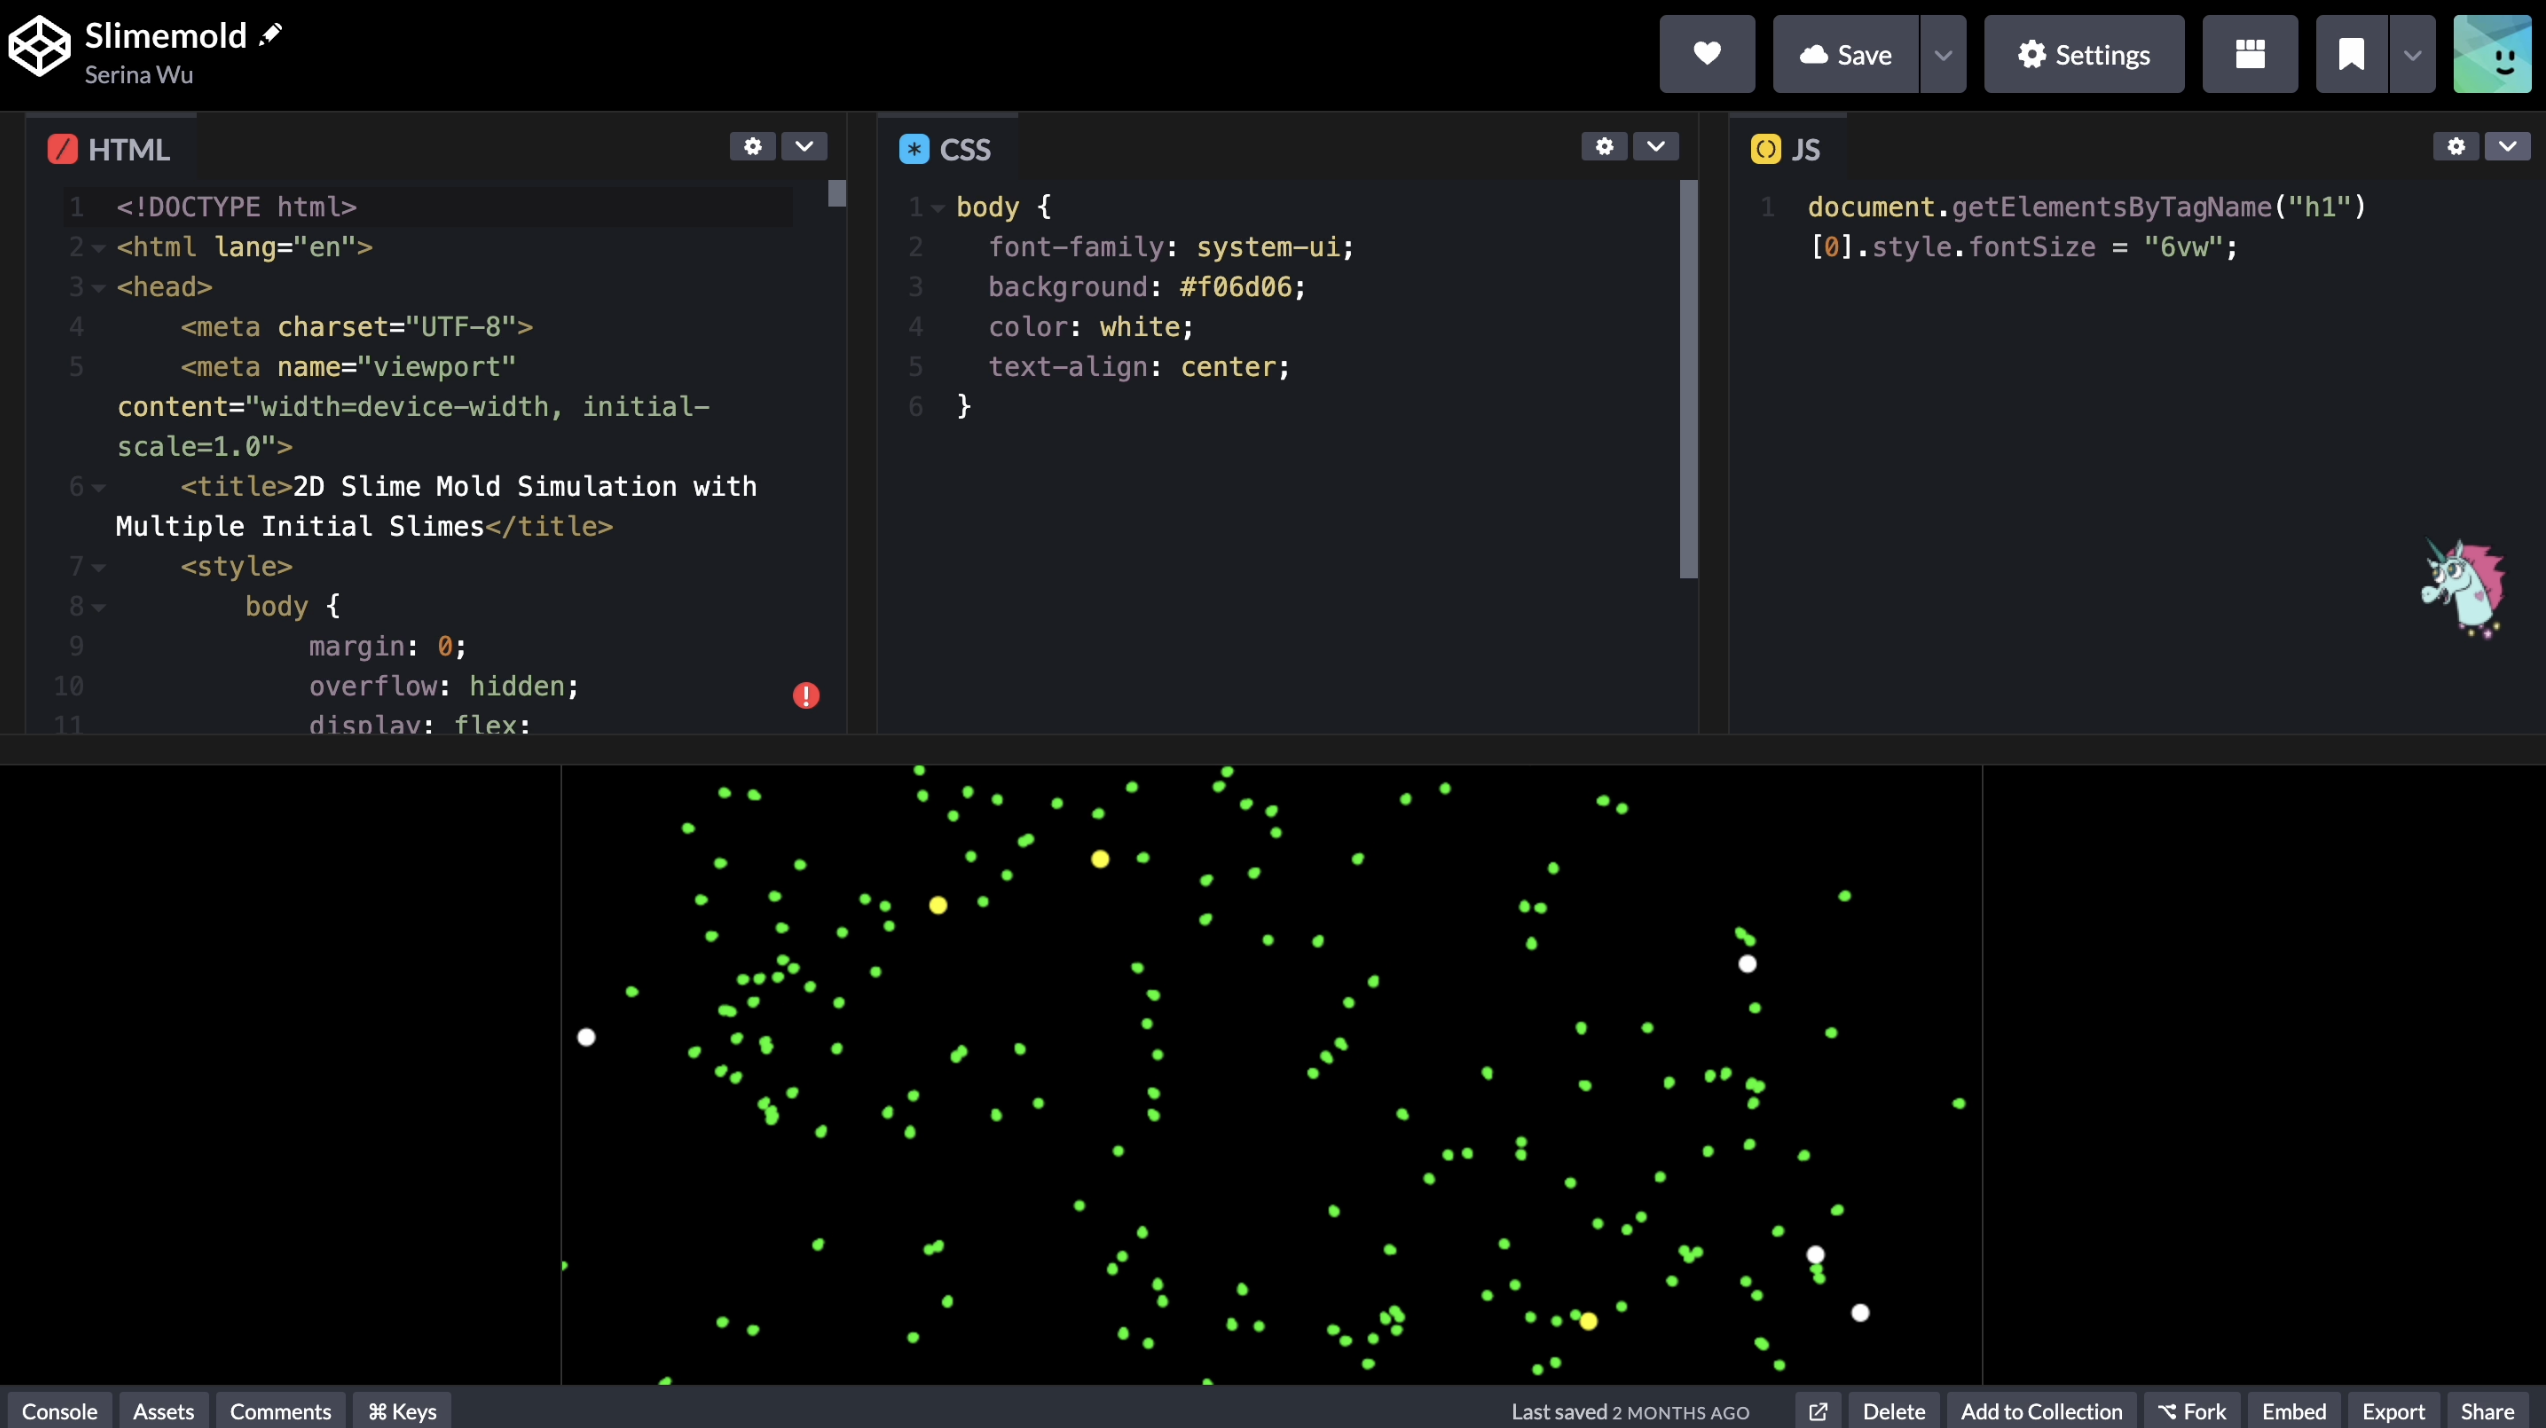 Slimemold
Serina Wu
Save
Settings
HTML
1 <!DOCTYPE html>
2 <html lang="en">
3 <head>
4 <meta charset="UTF-8">
5 <meta name="viewport"
content="width=device-width, initial-
scale=1.0">
6 <title>2D Slime Mold Simulation with
Multiple Initial Slimes</title>
7 <style>
8 body {
9 margin: 0;
10 overflow: hidden;
11 display: flex;
CSS
1 body {
2 font-family: system-ui;
3 background: #f06d06;
4 color: white;
5 text-align: center;
6 }
JS
1 document.getElementsByTagName("h1")
[0].style.fontSize = "6vw";
Console Assets Comments ⌘ Keys Last saved 2 MONTHS AGO Delete Add to Collection Fork Embed Export Share